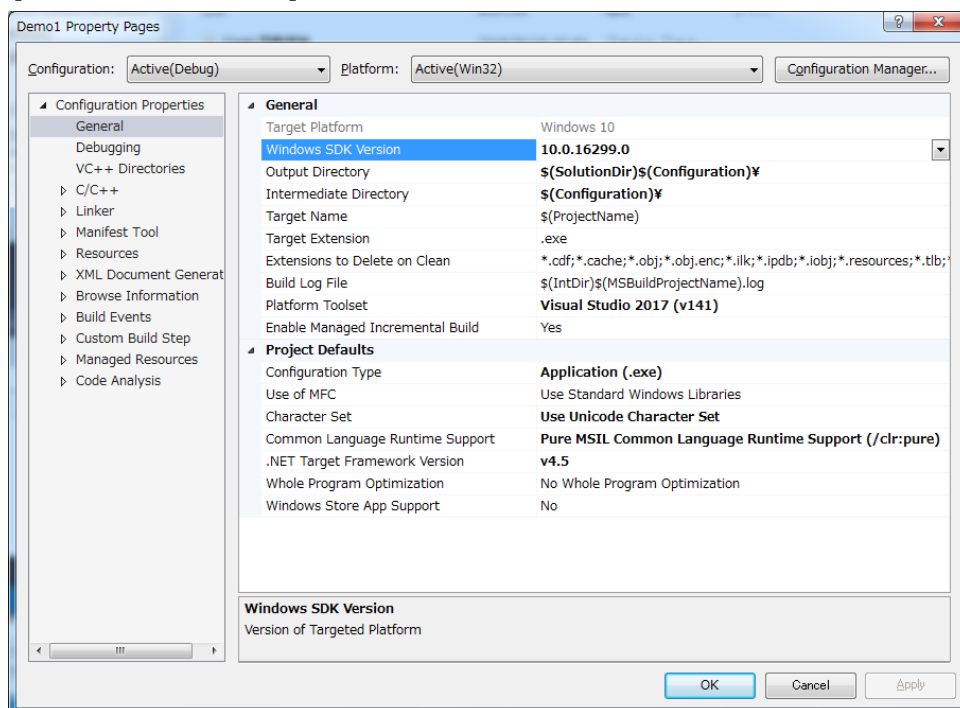 Demo1 Property Pages
Configuration: Active(Debug) Platform: Active(Win32) Configuration Manager...
Configuration Properties
General
Debugging
VC++ Directories
C/C++
Linker
Manifest Tool
Resources
XML Document Generat
Browse Information
Build Events
Custom Build Step
Managed Resources
Code Analysis
General
Target Platform Windows 10
Windows SDK Version 10.0.16299.0
Output Directory $(SolutionDir)$(Configuration)¥
Intermediate Directory $(Configuration)¥
Target Name $(ProjectName)
Target Extension .exe
Extensions to Delete on Clean *.cdf;*.cache;*.obj;*.obj.enc;*.ilk;*.ipdb;*.iobj;*.resources;*.tlb;*
Build Log File $(IntDir)$(MSBuildProjectName).log
Platform Toolset Visual Studio 2017 (v141)
Enable Managed Incremental Build Yes
Project Defaults
Configuration Type Application (.exe)
Use of MFC Use Standard Windows Libraries
Character Set Use Unicode Character Set
Common Language Runtime Support Pure MSIL Common Language Runtime Support (/clr:pure)
.NET Target Framework Version v4.5
Whole Program Optimization No Whole Program Optimization
Windows Store App Support No
Windows SDK Version
Version of Targeted Platform
OK Cancel Apply